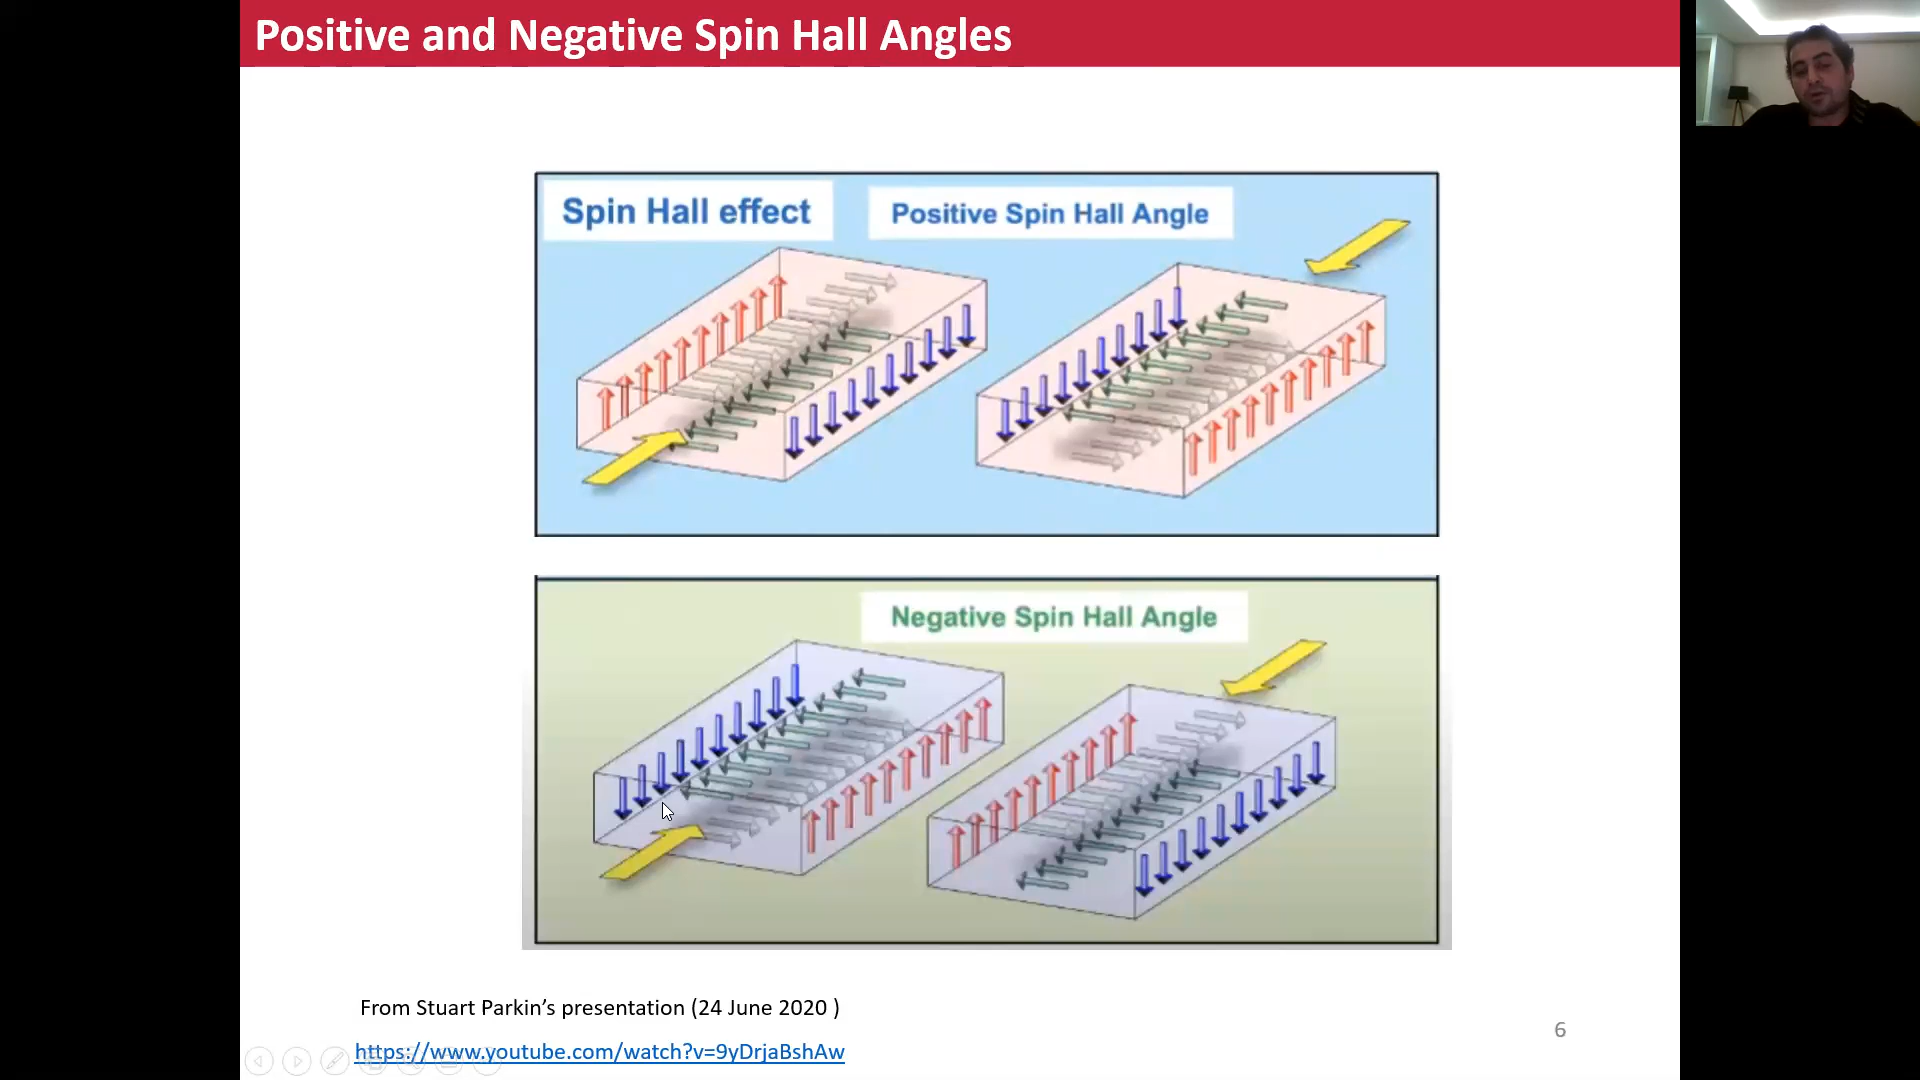 Positive and Negative Spin Hall Angles
Spin Hall effect
Positive Spin Hall Angle
Negative Spin Hall Angle
From Stuart Parkin’s presentation (24 June 2020 )
6
https://www.youtube.com/watch?v=9yDrjaBshAw